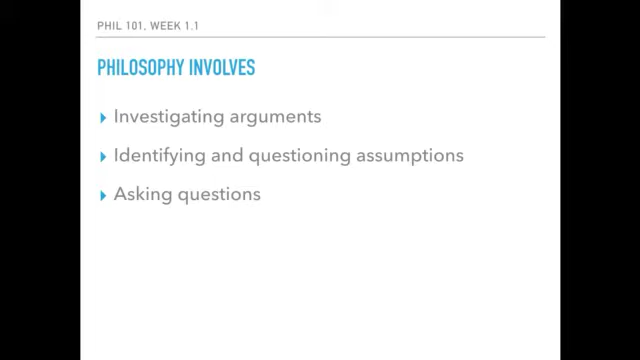 PHIL 101, WEEK 1.1
PHILOSOPHY INVOLVES
Investigating arguments
Identifying and questioning assumptions
Asking questions